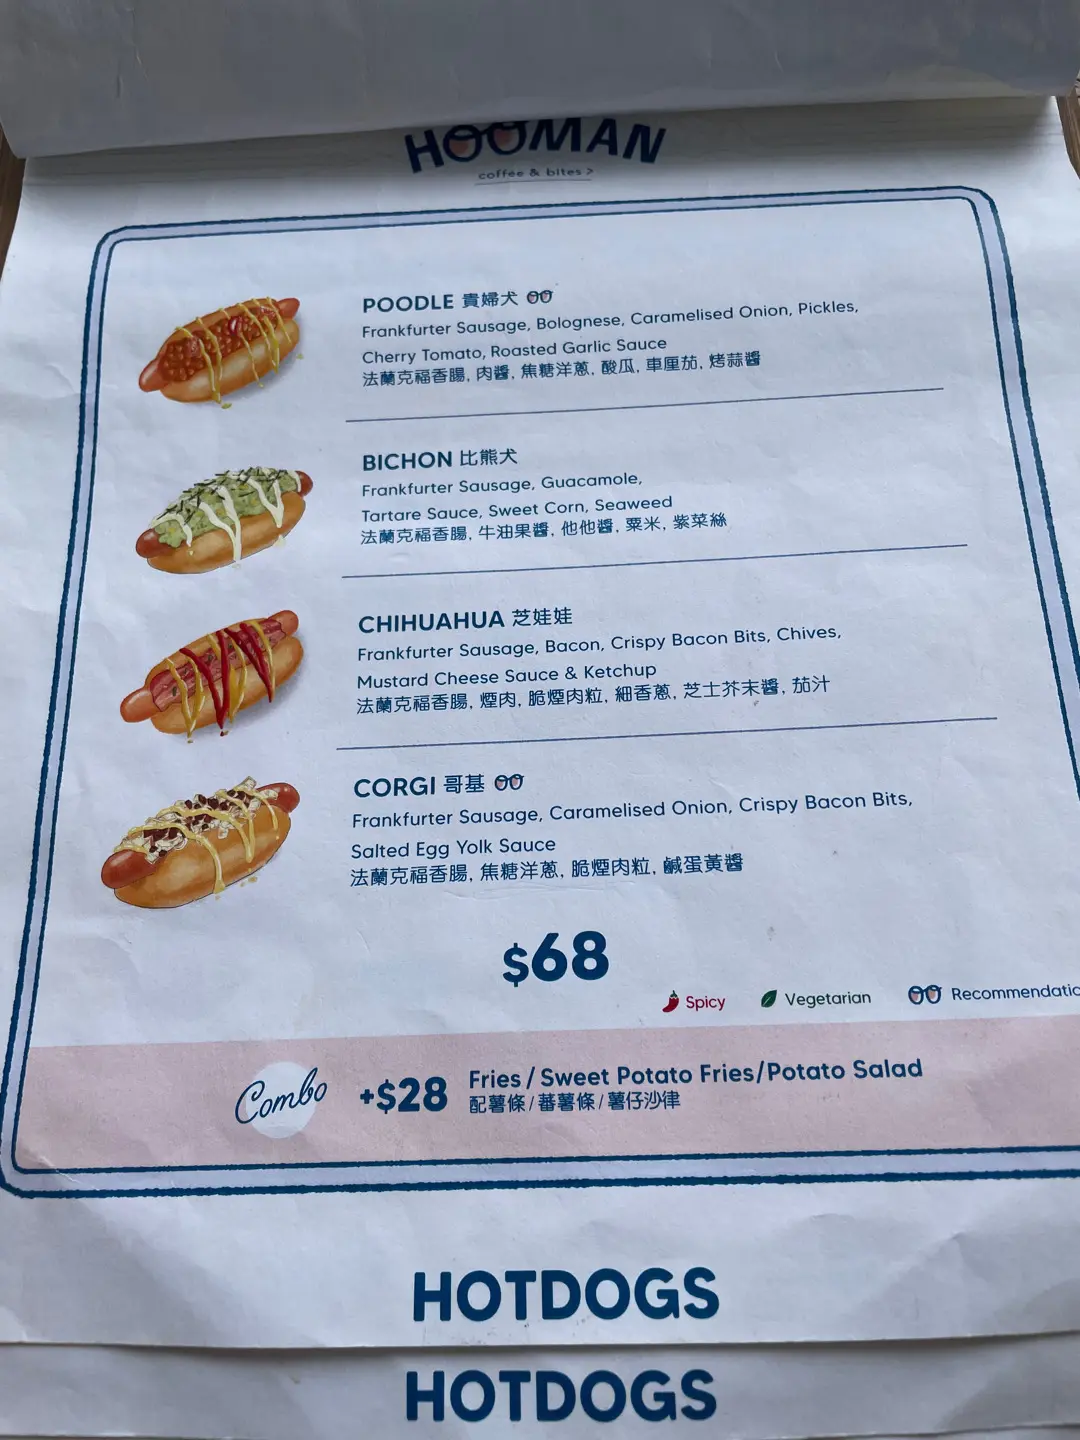 HOOMAN
coffee & bites >
POODLE 貴婦犬
Frankfurter Sausage, Bolognese, Caramelised Onion, Pickles,
Cherry Tomato, Roasted Garlic Sauce
法蘭克福香腸, 肉醬, 焦糖洋蔥, 酸瓜, 車厘茄, 烤蒜醬
BICHON 比熊犬
Frankfurter Sausage, Guacamole,
Tartare Sauce, Sweet Corn, Seaweed
法蘭克福香腸, 牛油果醬, 他他醬, 粟米, 紫菜絲
CHIHUAHUA 芝娃娃
Frankfurter Sausage, Bacon, Crispy Bacon Bits, Chives,
Mustard Cheese Sauce & Ketchup
法蘭克福香腸, 煙肉, 脆煙肉粒, 細香蔥, 芝士芥末醬, 茄汁
CORGI 哥基
Frankfurter Sausage, Caramelised Onion, Crispy Bacon Bits,
Salted Egg Yolk Sauce
法蘭克福香腸, 焦糖洋蔥, 脆煙肉粒, 鹹蛋黃醬
$68
Spicy Vegetarian Recommendatio
Combo +$28 Fries / Sweet Potato Fries/Potato Salad
配薯條 / 蕃薯條 / 薯仔沙律
HOTDOGS
HOTDOGS